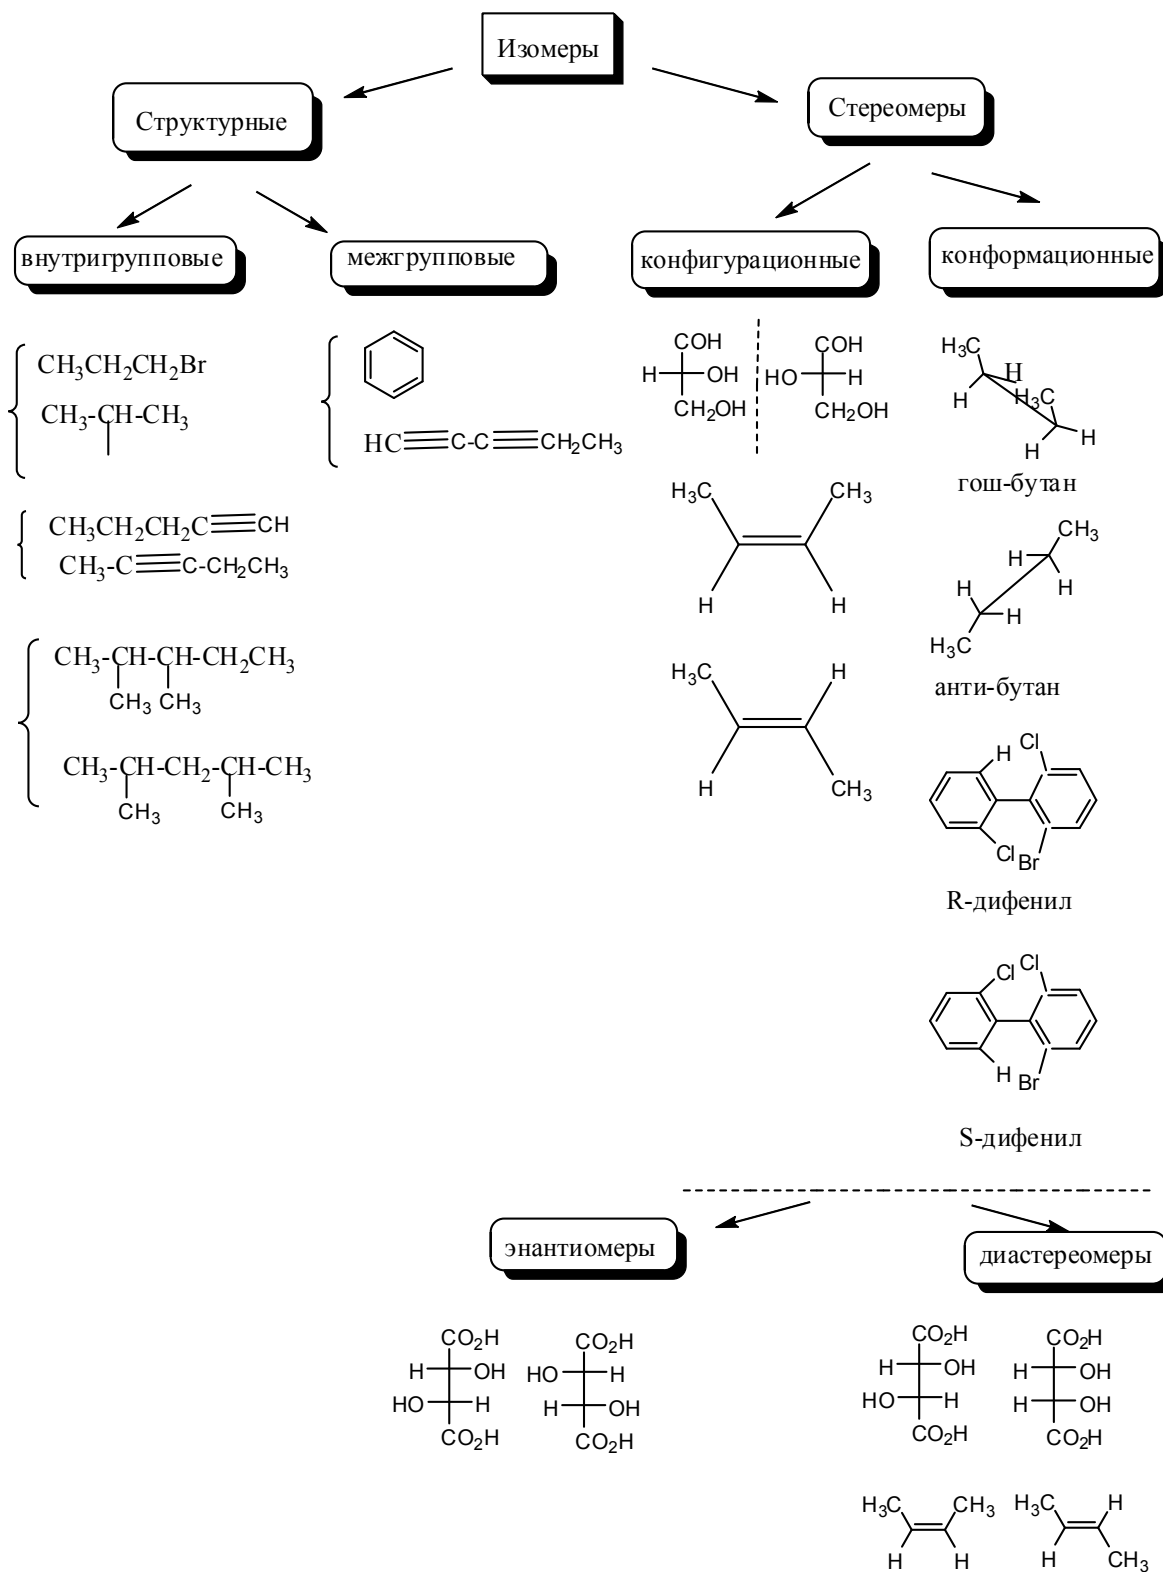 Изомеры
Структурные
Стереомеры
внутригрупповые
межгрупповые
конфигурационные
конформационные
CH3CH2CH2Br
CH3-CH-CH3
HC C-C CH2CH3
CH3CH2CH2C CH
CH3-C C-CH2CH3
CH3-CH-CH-CH2CH3
CH3 CH3
CH3-CH-CH2-CH-CH3
CH3 CH3
COH
H OH
CH2OH
COH
HO H
CH2OH
H3C CH3
H H
H3C H
H CH3
H3C
H
H
H3C
H H
гош-бутан
CH3
H
H
H
H
H3C
анти-бутан
H Cl
Cl Br
R-дифенил
Cl Cl
H Br
S-дифенил
энантиомеры
диастереомеры
CO2H
H OH
HO H
CO2H
CO2H
HO H
H OH
CO2H
CO2H
H OH
HO H
CO2H
CO2H
H OH
H OH
CO2H
H3C CH3
H H
H3C H
H CH3